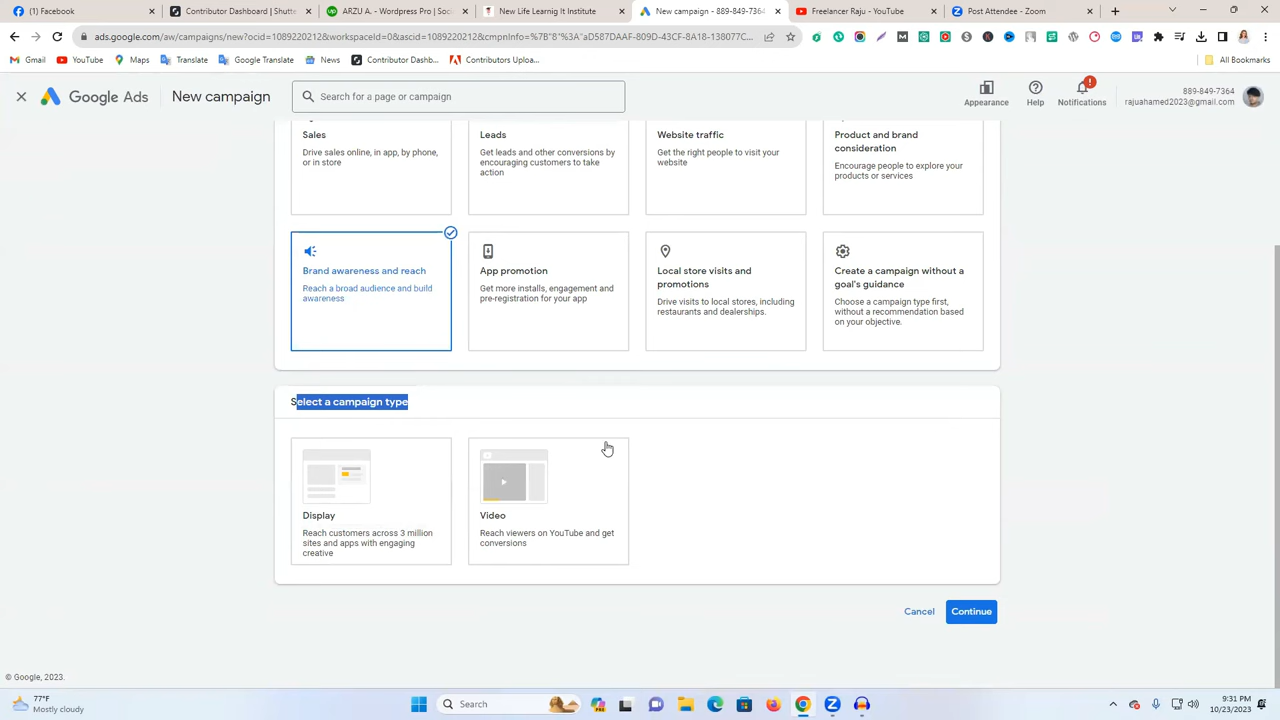 (1) Facebook
Contributor Dashboard | Shutte
ARZU A. - Wordpress Pro | Soci
New Life Learnig It Institute
New campaign - 889-849-7364
Freelancer Raju - YouTube
Post Attendee - Zoom
ads.google.com/aw/campaigns/new?ocid=1089220212&workspaceId=0&ascid=1089220212&cmpnInfo=%7B"8"%3A"aD587DAAF-809D-43CF-8A18-13618077C...
Gmail
YouTube
Maps
Translate
Google Translate
News
Contributor Dashb...
Contributors Uploa...
All Bookmarks
Google Ads
New campaign
Search for a page or campaign
Appearance
Help
Notifications
889-849-7364
rajuahamed2023@gmail.com
Sales
Drive sales online, in app, by phone,
or in store
Leads
Get leads and other conversions by
encouraging customers to take
action
Website traffic
Get the right people to visit your
website
Product and brand
consideration
Encourage people to explore your
products or services
Brand awareness and reach
Reach a broad audience and build
awareness
App promotion
Get more installs, engagement and
pre-registration for your app
Local store visits and
promotions
Drive visits to local stores, including
restaurants and dealerships.
Create a campaign without a
goal's guidance
Choose a campaign type first,
without a recommendation based
on your objective.
Select a campaign type
Display
Reach customers across 3 million
sites and apps with engaging
creative
Video
Reach viewers on YouTube and get
conversions
Cancel
Continue
© Google, 2023.
77°F
Mostly cloudy
Search
9:31 PM
10/23/2023